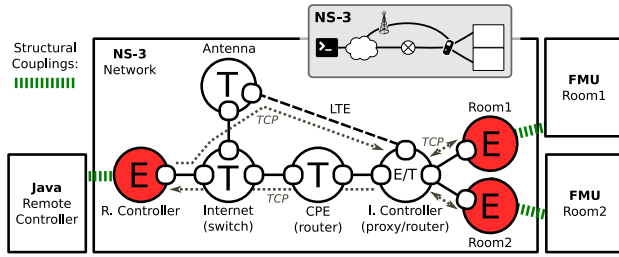 NS-3
Structural
Couplings:
NS-3
Network
Antenna
T
LTE
TCP
FMU
Room1
Room1
E
TCP
Java
Remote
Controller
E
T
T
E/T
TCP
R. Controller
Internet
(switch)
CPE
(router)
I. Controller
(proxy/router)
E
Room2
FMU
Room2